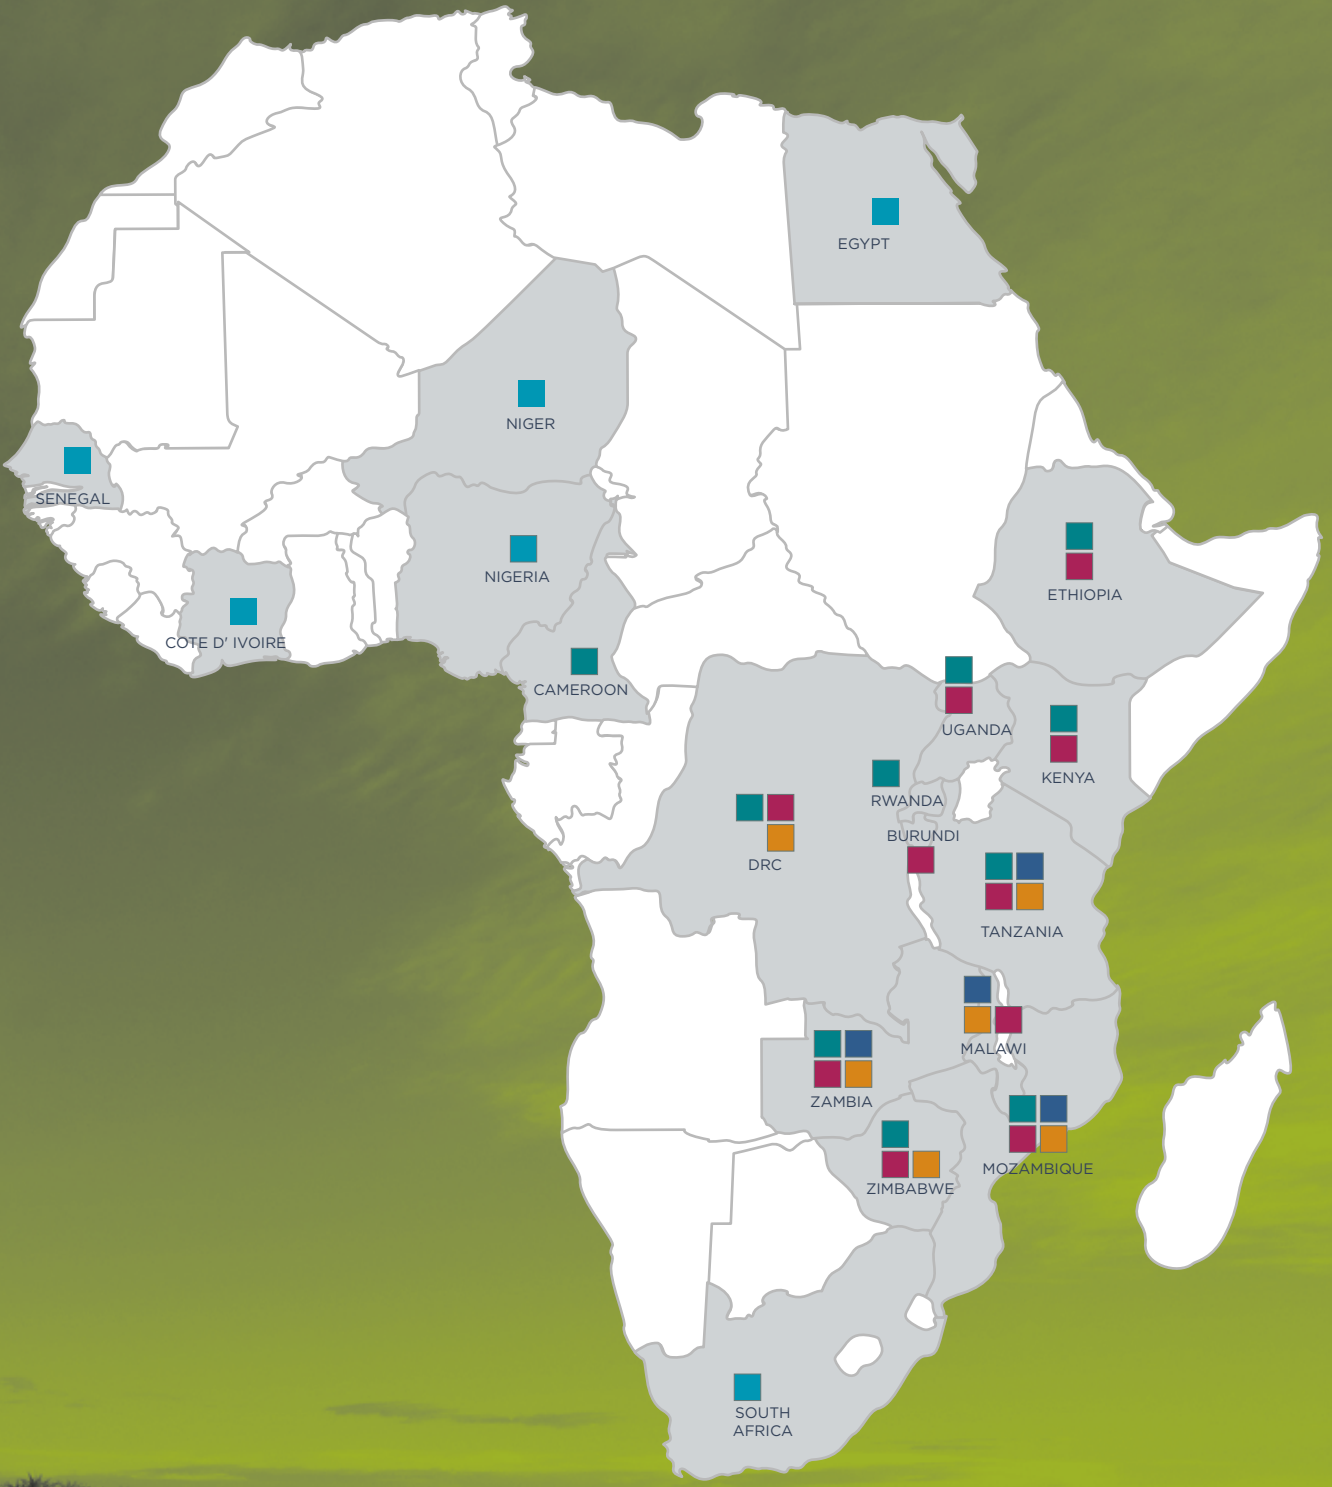 EGYPT
NIGER
SENEGAL
NIGERIA
ETHIOPIA
COTE D' IVOIRE
CAMEROON
UGANDA
KENYA
RWANDA
BURUNDI
DRC
TANZANIA
MALAWI
ZAMBIA
MOZAMBIQUE
ZIMBABWE
SOUTH
AFRICA